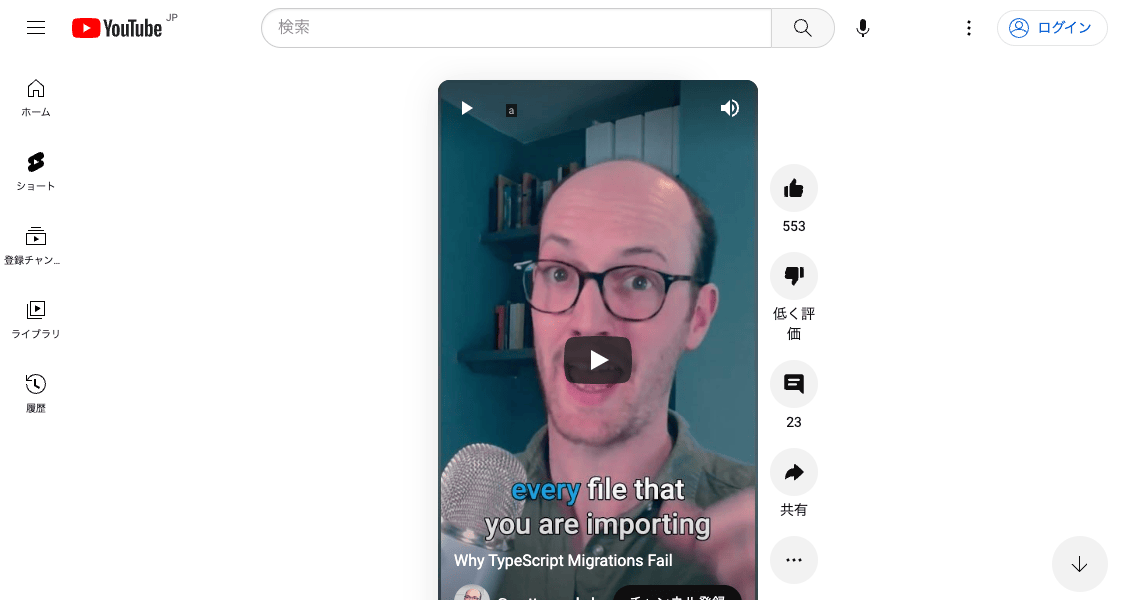 YouTube JP
検索
ログイン
ホーム
ショート
登録チャン...
ライブラリ
履歴
a
every file that
you are importing
Why TypeScript Migrations Fail
553
低く評
価
23
共有